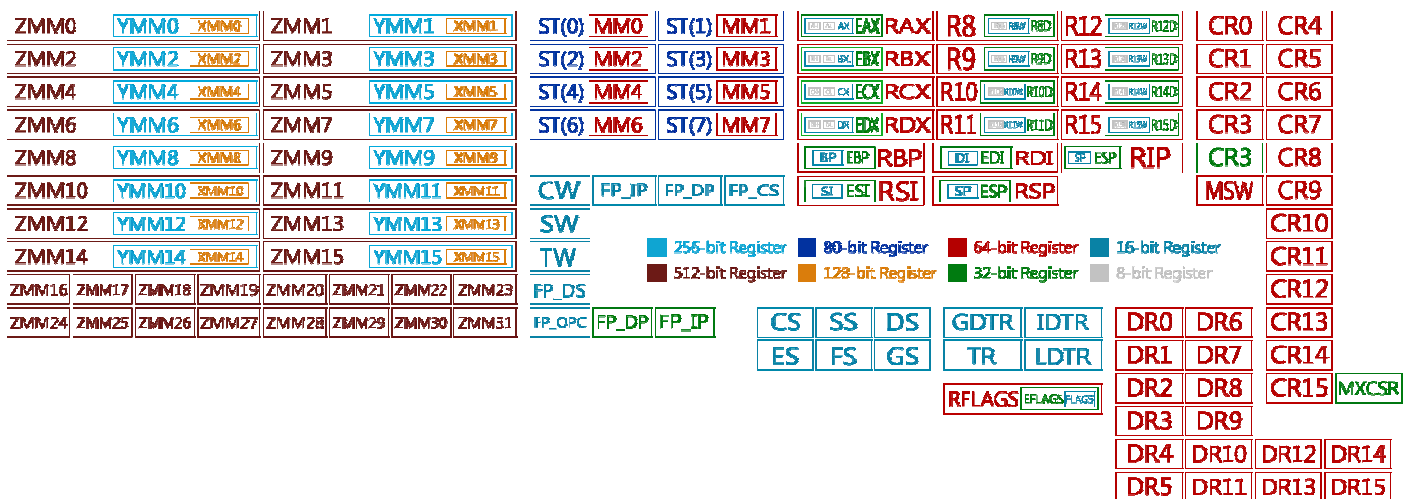 ZMM0 YMM0 XMM0 ZMM1 YMM1 XMM1 ST(0) MM0 ST(1) MM1 AX EAX RAX R8 R8W R8D R12 R12W R12D CR0 CR4
ZMM2 YMM2 XMM2 ZMM3 YMM3 XMM3 ST(2) MM2 ST(3) MM3 BX EBX RBX R9 R9W R9D R13 R13W R13D CR1 CR5
ZMM4 YMM4 XMM4 ZMM5 YMM5 XMM5 ST(4) MM4 ST(5) MM5 CX ECX RCX R10 R10W R10D R14 R14W R14D CR2 CR6
ZMM6 YMM6 XMM6 ZMM7 YMM7 XMM7 ST(6) MM6 ST(7) MM7 DX EDX RDX R11 R11W R11D R15 R15W R15D CR3 CR7
ZMM8 YMM8 XMM8 ZMM9 YMM9 XMM9 BP EBP RBP DI EDI RDI SP ESP RIP CR3 CR8
ZMM10 YMM10 XMM10 ZMM11 YMM11 XMM11 CW FP_IP FP_DP FP_CS SI ESI RSI SP ESP RSP MSW CR9
ZMM12 YMM12 XMM12 ZMM13 YMM13 XMM13 SW CR10
ZMM14 YMM14 XMM14 ZMM15 YMM15 XMM15 TW 256-bit Register 80-bit Register 64-bit Register 16-bit Register CR11
512-bit Register 128-bit Register 32-bit Register 8-bit Register
ZMM16 ZMM17 ZMM18 ZMM19 ZMM20 ZMM21 ZMM22 ZMM23 FP_DS CR12
ZMM24 ZMM25 ZMM26 ZMM27 ZMM28 ZMM29 ZMM30 ZMM31 FP_OPC FP_DP FP_IP CS SS DS GDTR IDTR DR0 DR6 CR13
ES FS GS TR LDTR DR1 DR7 CR14
RFLAGS EFLAGS FLAGS DR2 DR8 CR15 MXCSR
DR3 DR9
DR4 DR10 DR12 DR14
DR5 DR11 DR13 DR15